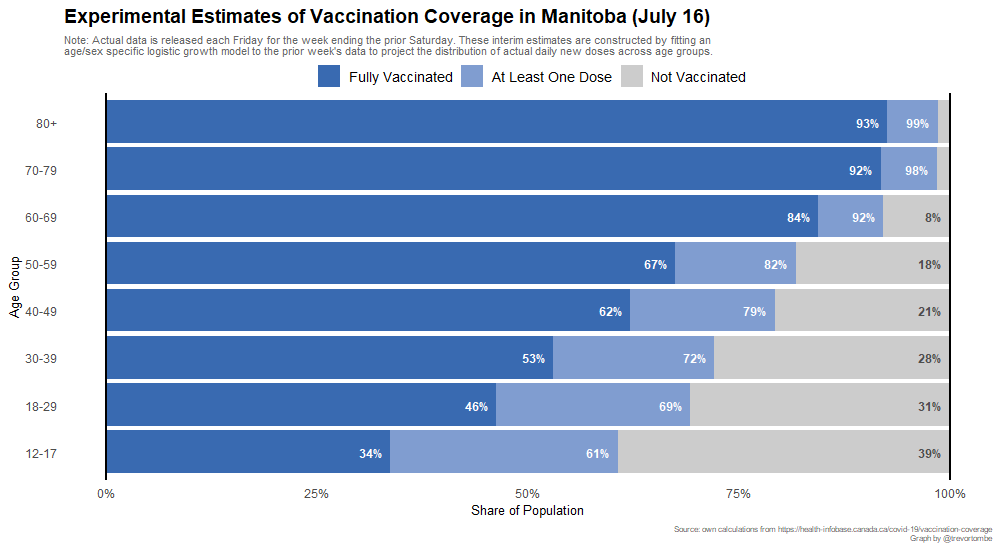 Experimental Estimates of Vaccination Coverage in Manitoba (July 16)
Note: Actual data is released each Friday for the week ending the prior Saturday. These interim estimates are constructed by fitting an
age/sex specific logistic growth model to the prior week's data to project the distribution of actual daily new doses across age groups.
Fully Vaccinated At Least One Dose Not Vaccinated
Age Group
80+ 93% 99%
70-79 92% 98%
60-69 84% 92% 8%
50-59 67% 82% 18%
40-49 62% 79% 21%
30-39 53% 72% 28%
18-29 46% 69% 31%
12-17 34% 61% 39%
0% 25% 50% 75% 100%
Share of Population
Source: own calculations from https://health-infobase.canada.ca/covid-19/vaccination-coverage
Graph by @trevortombe